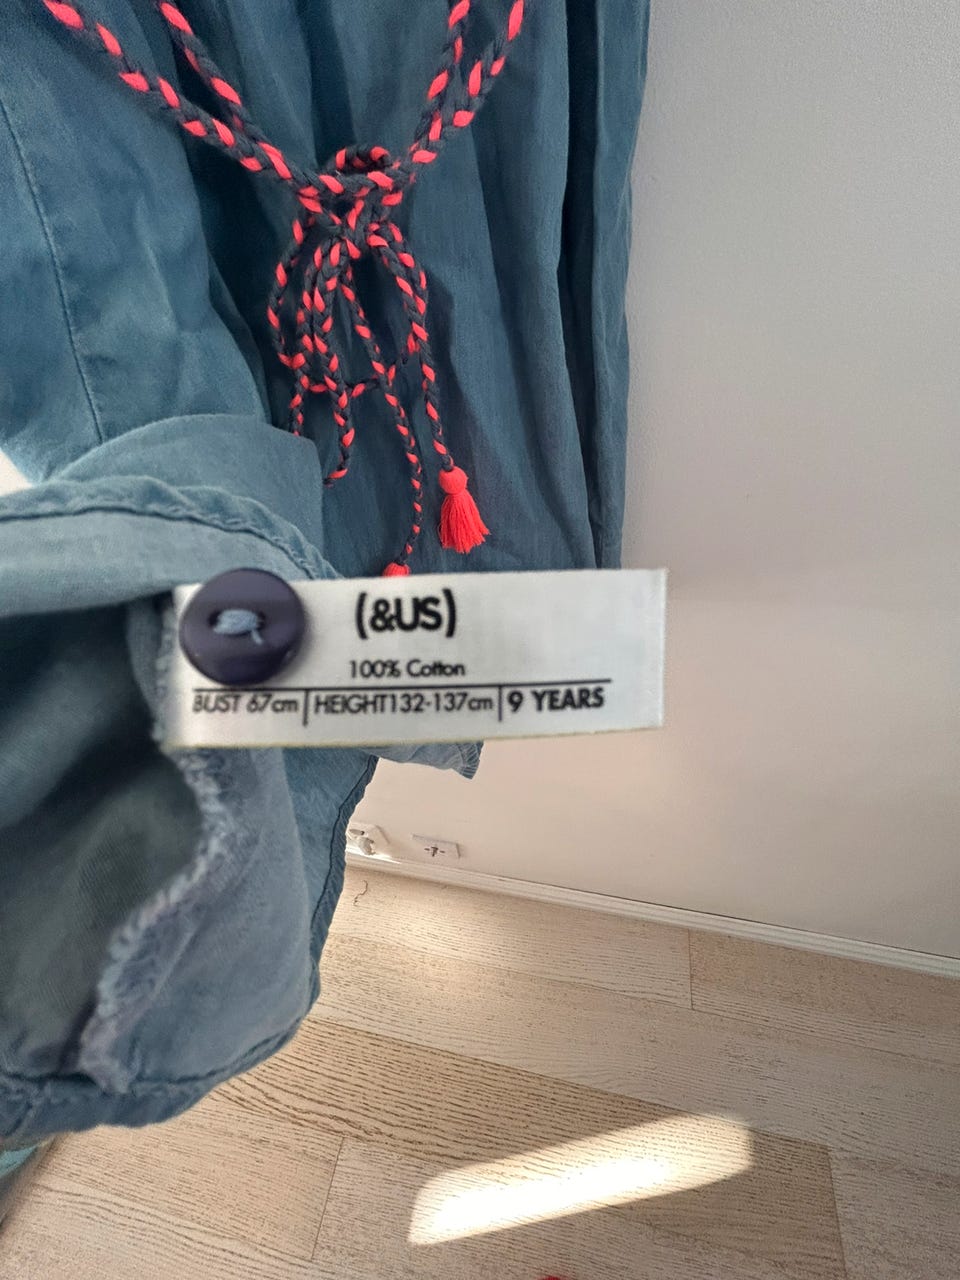 (&US)
100% Cotton
BUST 67cm | HEIGHT132-137cm | 9 YEARS